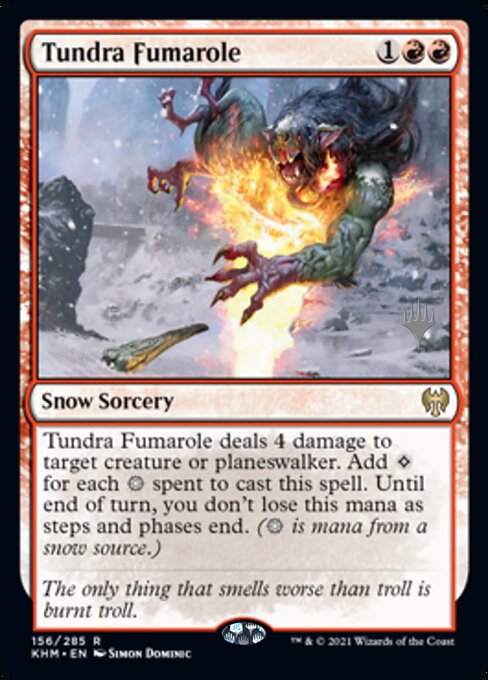 Tundra Fumarole 1
Snow Sorcery
Tundra Fumarole deals 4 damage to
target creature or planeswalker. Add
for each spent to cast this spell. Until
end of turn, you don't lose this mana as
steps and phases end. ( is mana from a
snow source.)
The only thing that smells worse than troll is
burnt troll.
156/285 R
KHM • EN Simon Dominic
™ & © 2021 Wizards of the Coast